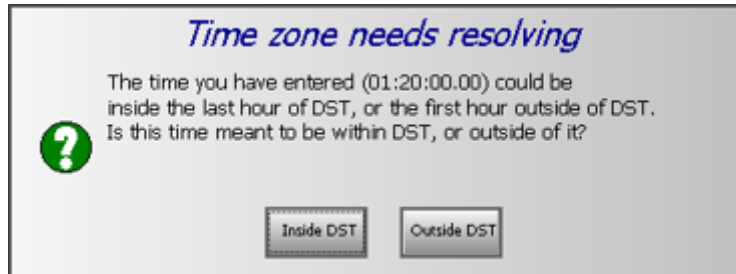 Time zone needs resolving
The time you have entered (01:20:00.00) could be
inside the last hour of DST, or the first hour outside of DST.
Is this time meant to be within DST, or outside of it?
?
Inside DST Outside DST